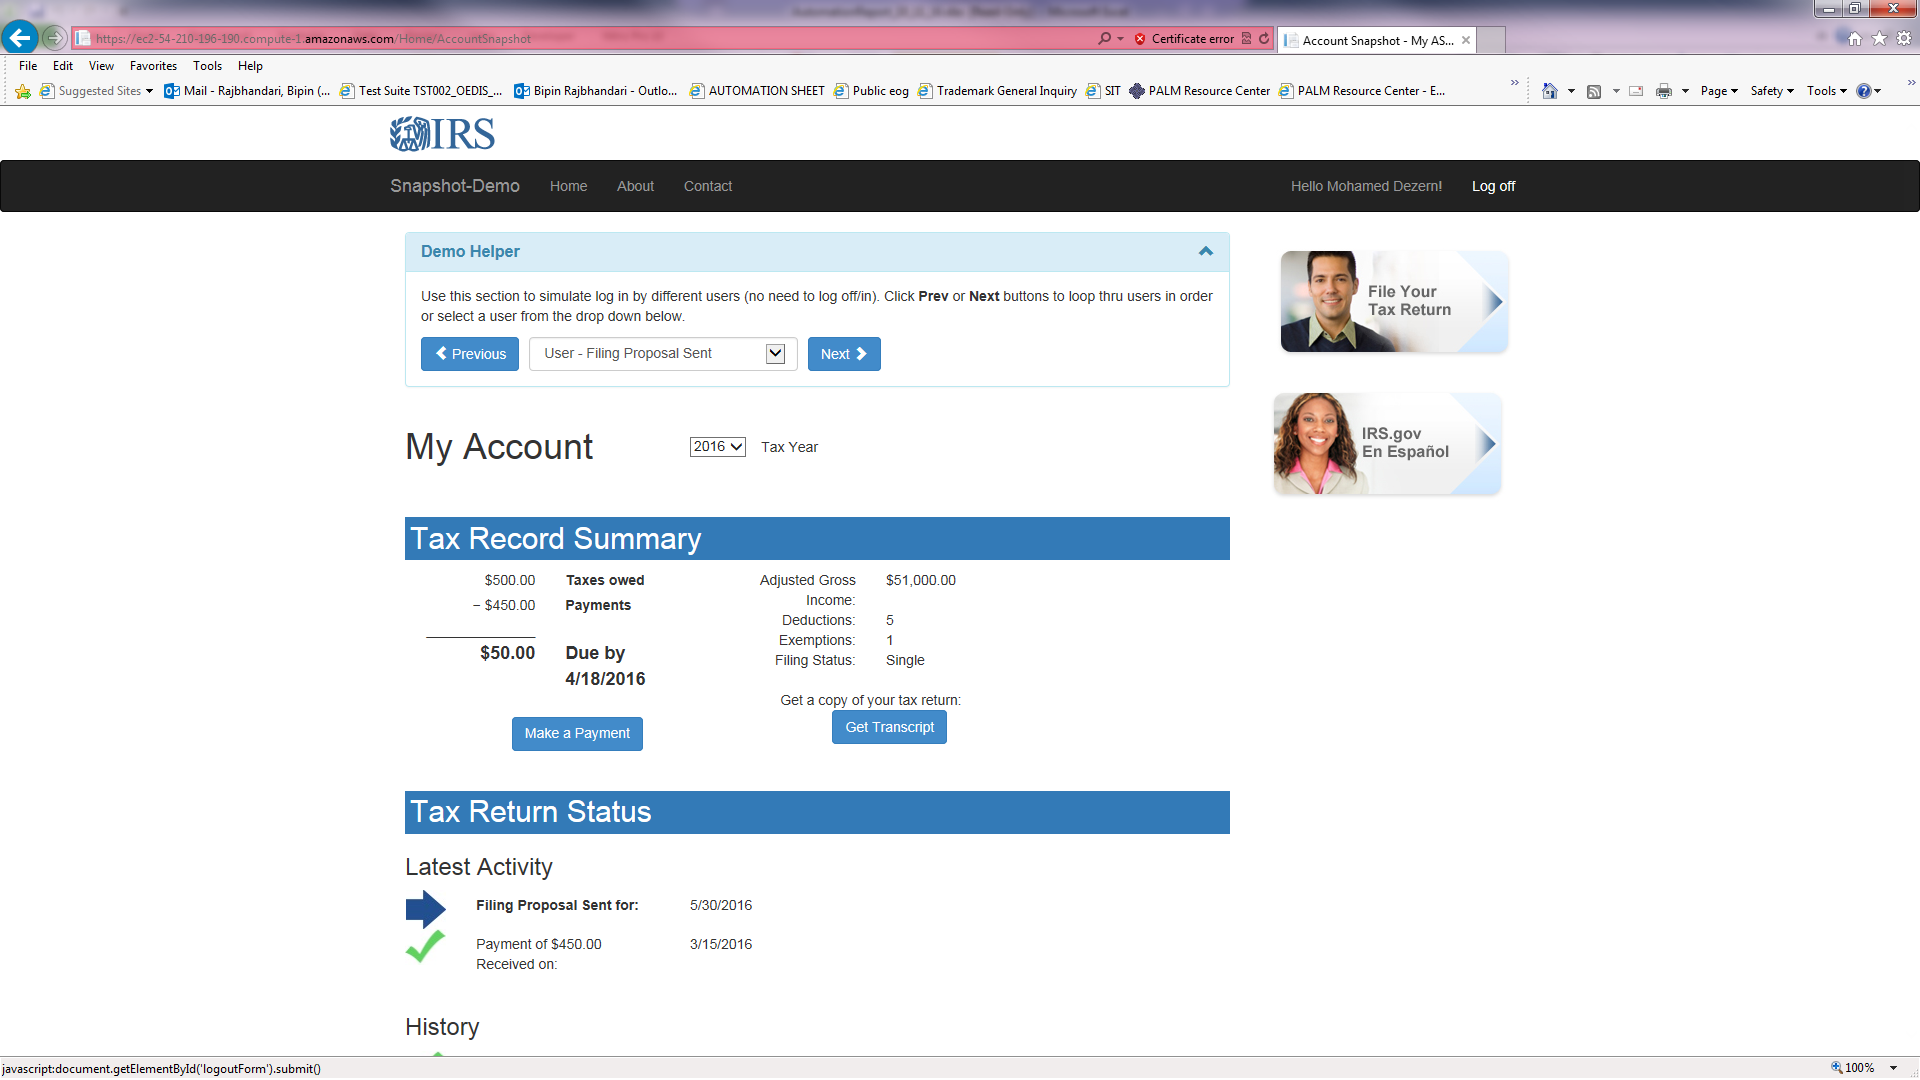 https://ec2-54-210-196-190.compute-1.amazonaws.com/Home/AccountSnapshot
Certificate error
Account Snapshot - My AS...
File Edit View Favorites Tools Help
Suggested Sites
Mail - Rajbhandari, Bipin (...
Test Suite TST002_OEDIS_...
Bipin Rajbhandari - Outlo...
AUTOMATION SHEET
Public eog
Trademark General Inquiry
SIT
PALM Resource Center
PALM Resource Center - E...
Page Safety Tools
IRS
Snapshot-Demo Home About Contact Hello Mohamed Dezern! Log off
Demo Helper
Use this section to simulate log in by different users (no need to log off/in). Click Prev or Next buttons to loop thru users in order
or select a user from the drop down below.
Previous User - Filing Proposal Sent Next
File Your
Tax Return
IRS.gov
En Español
My Account 2016 Tax Year
Tax Record Summary
$500.00 Taxes owed
− $450.00 Payments
$50.00 Due by
4/18/2016
Make a Payment
Adjusted Gross $51,000.00
Income:
Deductions: 5
Exemptions: 1
Filing Status: Single
Get a copy of your tax return:
Get Transcript
Tax Return Status
Latest Activity
Filing Proposal Sent for: 5/30/2016
Payment of $450.00 3/15/2016
Received on:
History
javascript:document.getElementById('logoutForm').submit()
100%